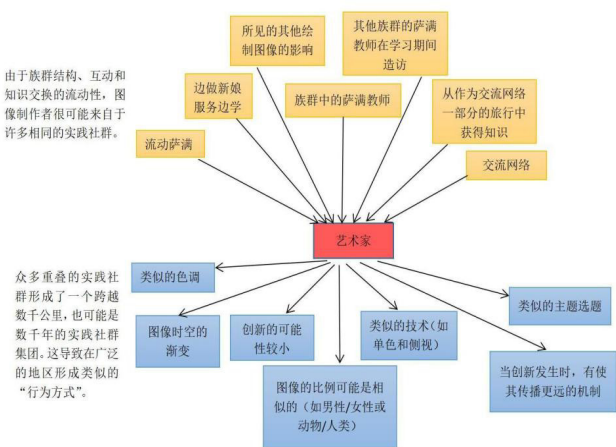 所见的其他绘
制图像的影响
其他族群的萨满
教师在学习期间
造访
由于族群结构、互动和
知识交换的流动性，图
像制作者很可能来自于
许多相同的实践社群。
边做新娘
服务边学
族群中的萨满教师
从作为交流网络
一部分的旅行中
获得知识
流动萨满
交流网络
艺术家
众多重叠的实践社
群形成了一个跨越
数千公里，也可能是
数千年的实践社群
集团。这导致在广泛
的地区形成类似的
“行为方式”。
类似的色调
图像时空的
渐变
创新的可能
性较小
类似的技术（如
单色和侧视）
类似的主题选题
图像的比例可能是相
似的（如男性/女性或
动物/人类）
当创新发生时，有使
其传播更远的机制